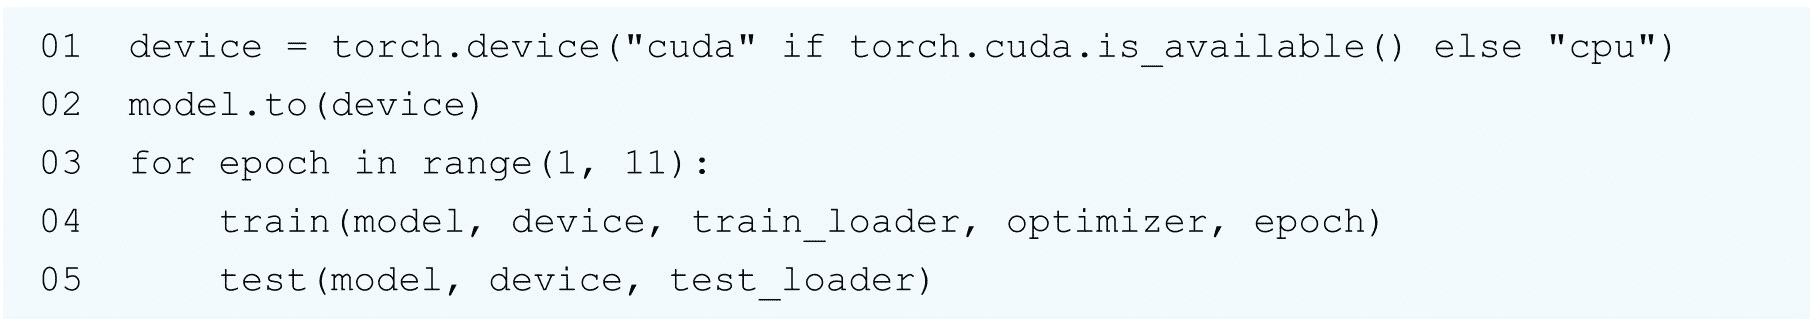 01 device = torch.device("cuda" if torch.cuda.is_available() else "cpu")
02 model.to(device)
03 for epoch in range(1, 11):
04     train(model, device, train_loader, optimizer, epoch)
05     test(model, device, test_loader)